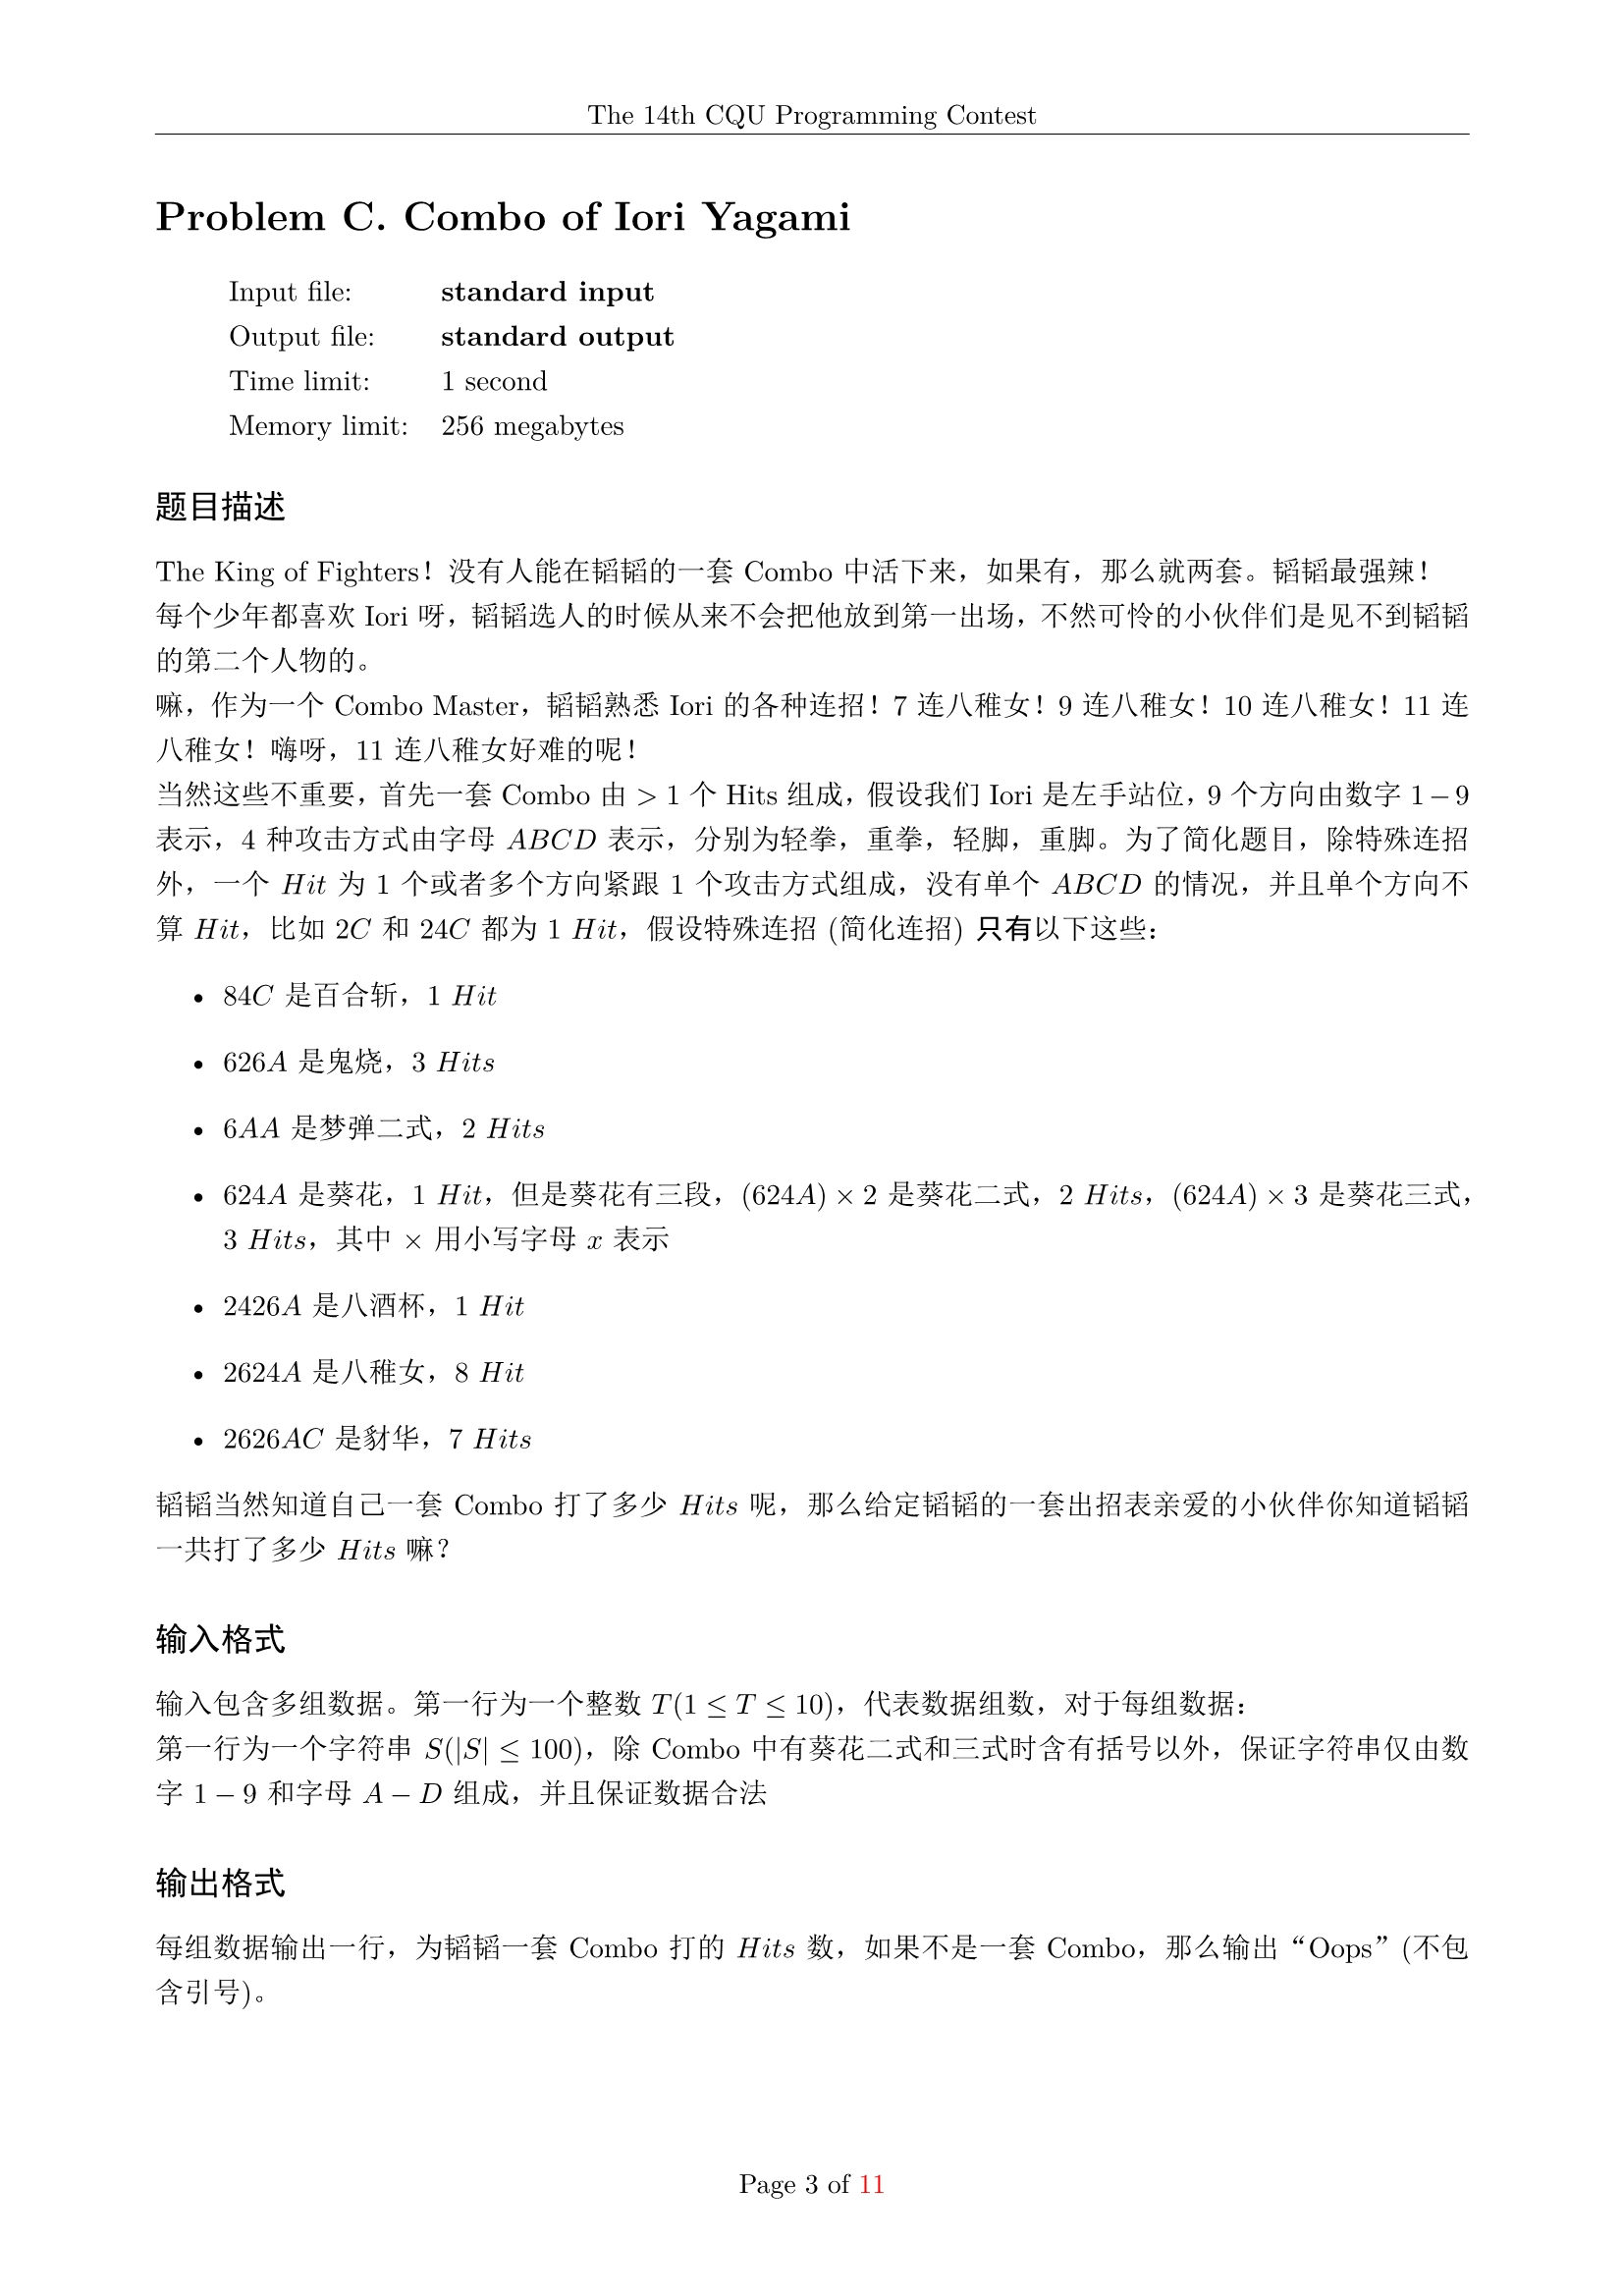 The 14th CQU Programming Contest
Problem C. Combo of Iori Yagami
Input file: standard input
Output file: standard output
Time limit: 1 second
Memory limit: 256 megabytes
题目描述
The King of Fighters！没有人能在韬韬的一套 Combo 中活下来，如果有，那么就两套。韬韬最强辣！
每个少年都喜欢 Iori 呀，韬韬选人的时候从来不会把他放到第一出场，不然可怜的小伙伴们是见不到韬韬
的第二个人物的。
嘛，作为一个 Combo Master，韬韬熟悉 Iori 的各种连招！7 连八稚女！9 连八稚女！10 连八稚女！11 连
八稚女！嗨呀，11 连八稚女好难的呢！
当然这些不重要，首先一套 Combo 由 > 1 个 Hits 组成，假设我们 Iori 是左手站位，9 个方向由数字 1 − 9
表示，4 种攻击方式由字母 ABCD 表示，分别为轻拳，重拳，轻脚，重脚。为了简化题目，除特殊连招
外，一个 Hit 为 1 个或者多个方向紧跟 1 个攻击方式组成，没有单个 ABCD 的情况，并且单个方向不
算 Hit，比如 2C 和 24C 都为 1 Hit，假设特殊连招 (简化连招) 只有以下这些：
• 84C 是百合斩，1 Hit
• 626A 是鬼烧，3 Hits
• 6AA 是梦弹二式，2 Hits
• 624A 是葵花，1 Hit，但是葵花有三段，(624A) × 2 是葵花二式，2 Hits，(624A) × 3 是葵花三式，
3 Hits，其中 × 用小写字母 x 表示
• 2426A 是八酒杯，1 Hit
• 2624A 是八稚女，8 Hit
• 2626AC 是豺华，7 Hits
韬韬当然知道自己一套 Combo 打了多少 Hits 呢，那么给定韬韬的一套出招表亲爱的小伙伴你知道韬韬
一共打了多少 Hits 嘛？
输入格式
输入包含多组数据。第一行为一个整数 T(1 ≤ T ≤ 10)，代表数据组数，对于每组数据：
第一行为一个字符串 S(|S| ≤ 100)，除 Combo 中有葵花二式和三式时含有括号以外，保证字符串仅由数
字 1 − 9 和字母 A − D 组成，并且保证数据合法
输出格式
每组数据输出一行，为韬韬一套 Combo 打的 Hits 数，如果不是一套 Combo，那么输出 “Oops” (不包
含引号)。
Page 3 of 11